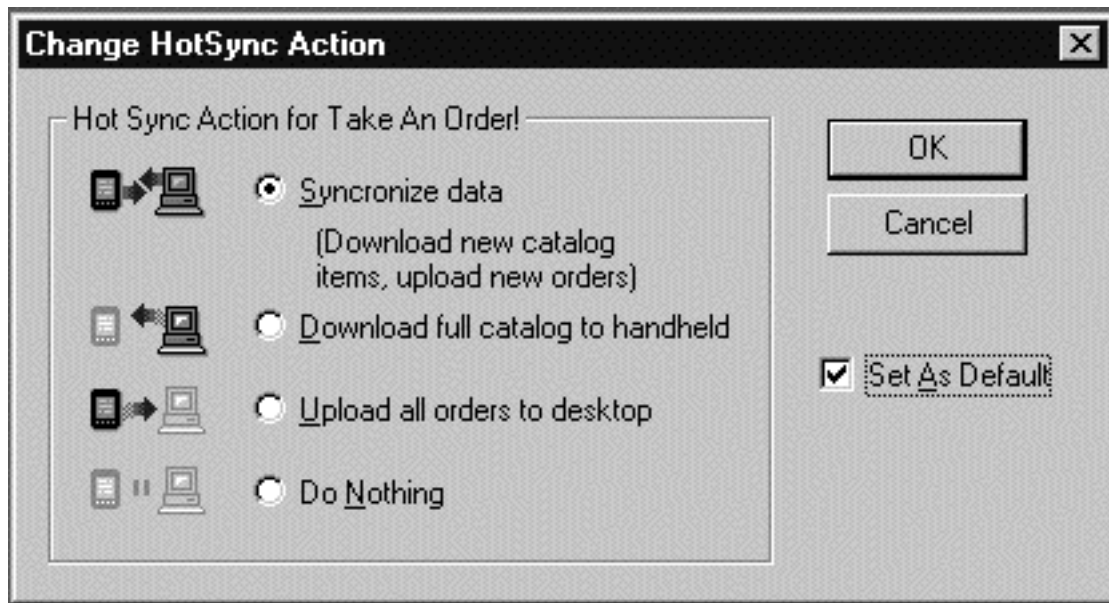 Change HotSync Action
Hot Sync Action for Take An Order!
Syncronize data
(Download new catalog
items, upload new orders)
Download full catalog to handheld
Upload all orders to desktop
Do Nothing
OK
Cancel
Set As Default